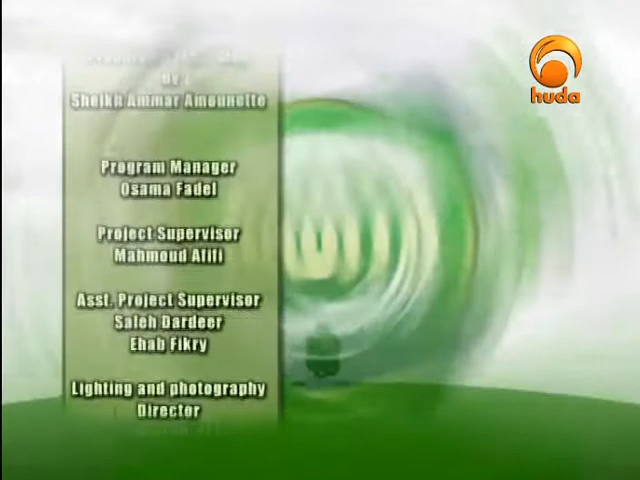 by :
Sheikh Ammar Amonnette
Program Manager
Osama Fadel
Project Supervisor
Mahmoud Afifi
Asst. Project Supervisor
Saleh Dardeer
Ehab Fikry
Lighting and photography
Director
huda